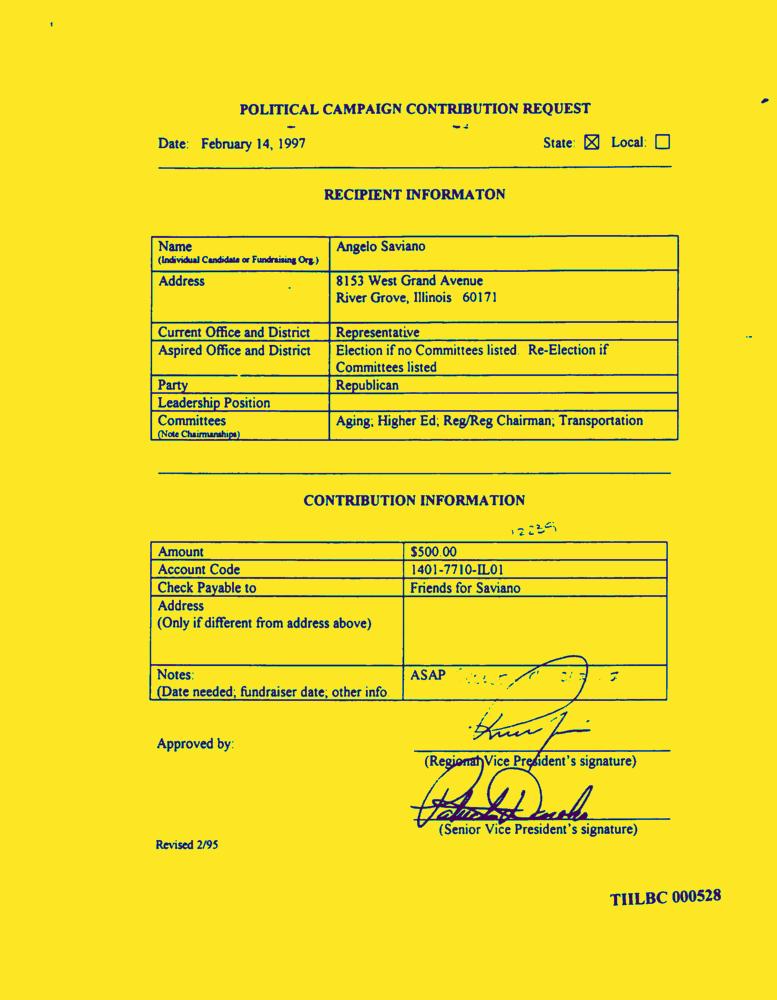 POLITICAL CAMPAIGN CONTRIBUTION REQUEST
Date: February 14, 1997 State: ☒ Local: ☐
RECIPIENT INFORMATON
Name Angelo Saviano
(Individual Candidate or Fundraising Org.)
Address 8153 West Grand Avenue
River Grove, Illinois 60171
Current Office and District Representative
Aspired Office and District Election if no Committees listed Re-Election if
Committees listed
Party Republican
Leadership Position
Committees Aging; Higher Ed; Reg/Reg Chairman; Transportation
(Note Chairmanships)
CONTRIBUTION INFORMATION
12239
Amount $500.00
Account Code 1401-7710-IL01
Check Payable to Friends for Saviano
Address
(Only if different from address above)
Notes: ASAP
(Date needed; fundraiser date; other info
Approved by:
(Regional Vice President's signature)
(Senior Vice President's signature)
Revised 2/95
TIILBC 000528